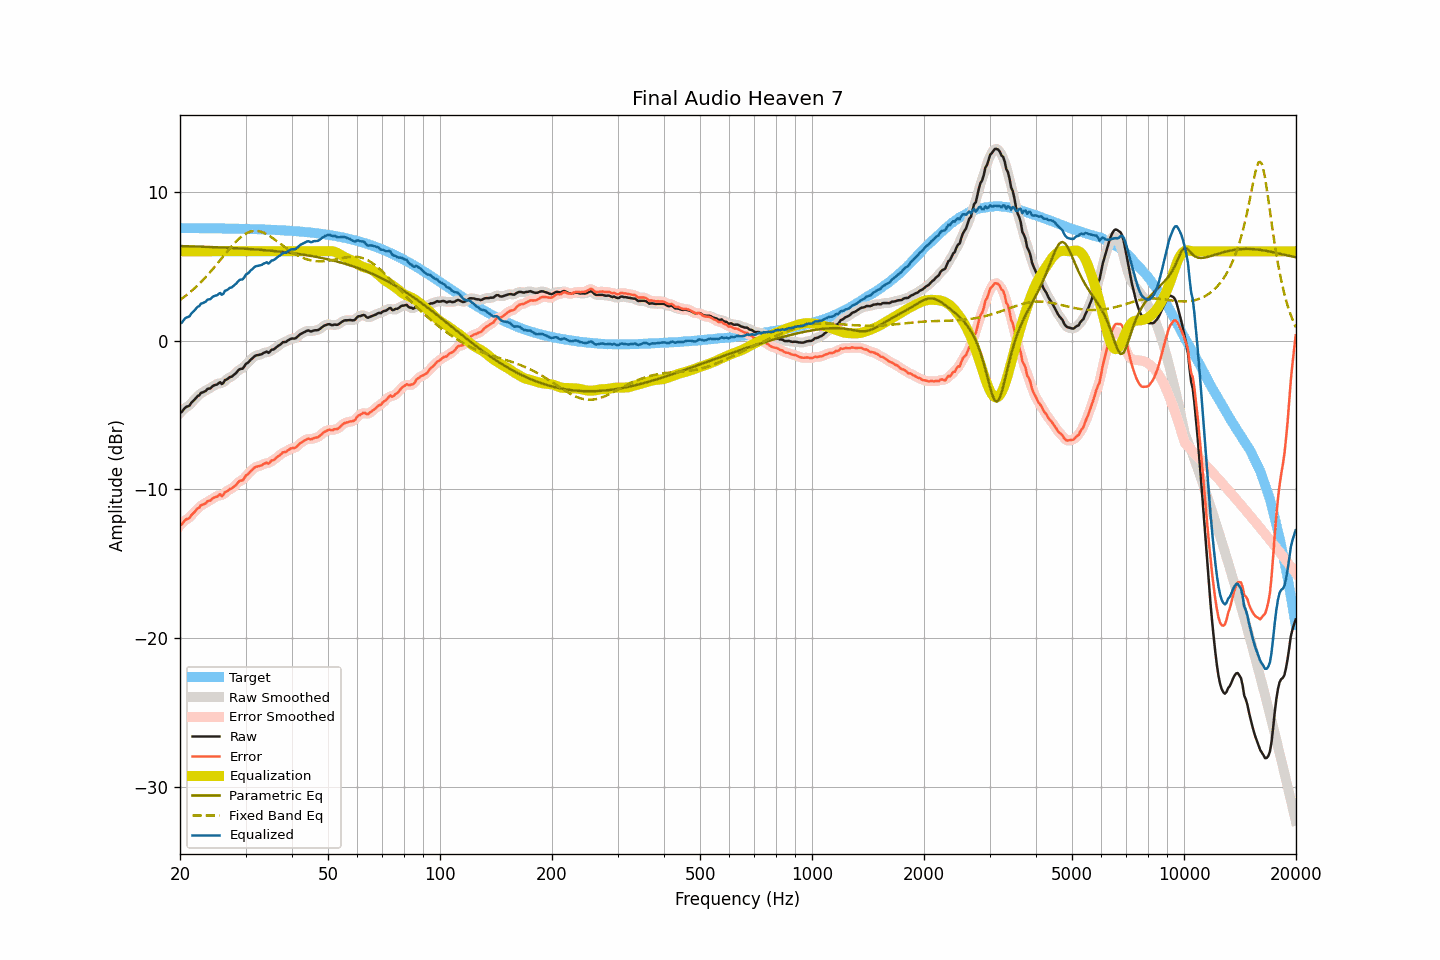 Final Audio Heaven 7
Amplitude (dBr)
10
0
−10
−20
−30
Target
Raw Smoothed
Error Smoothed
Raw
Error
Equalization
Parametric Eq
Fixed Band Eq
Equalized
20 50 100 200 500 1000 2000 5000 10000 20000
Frequency (Hz)